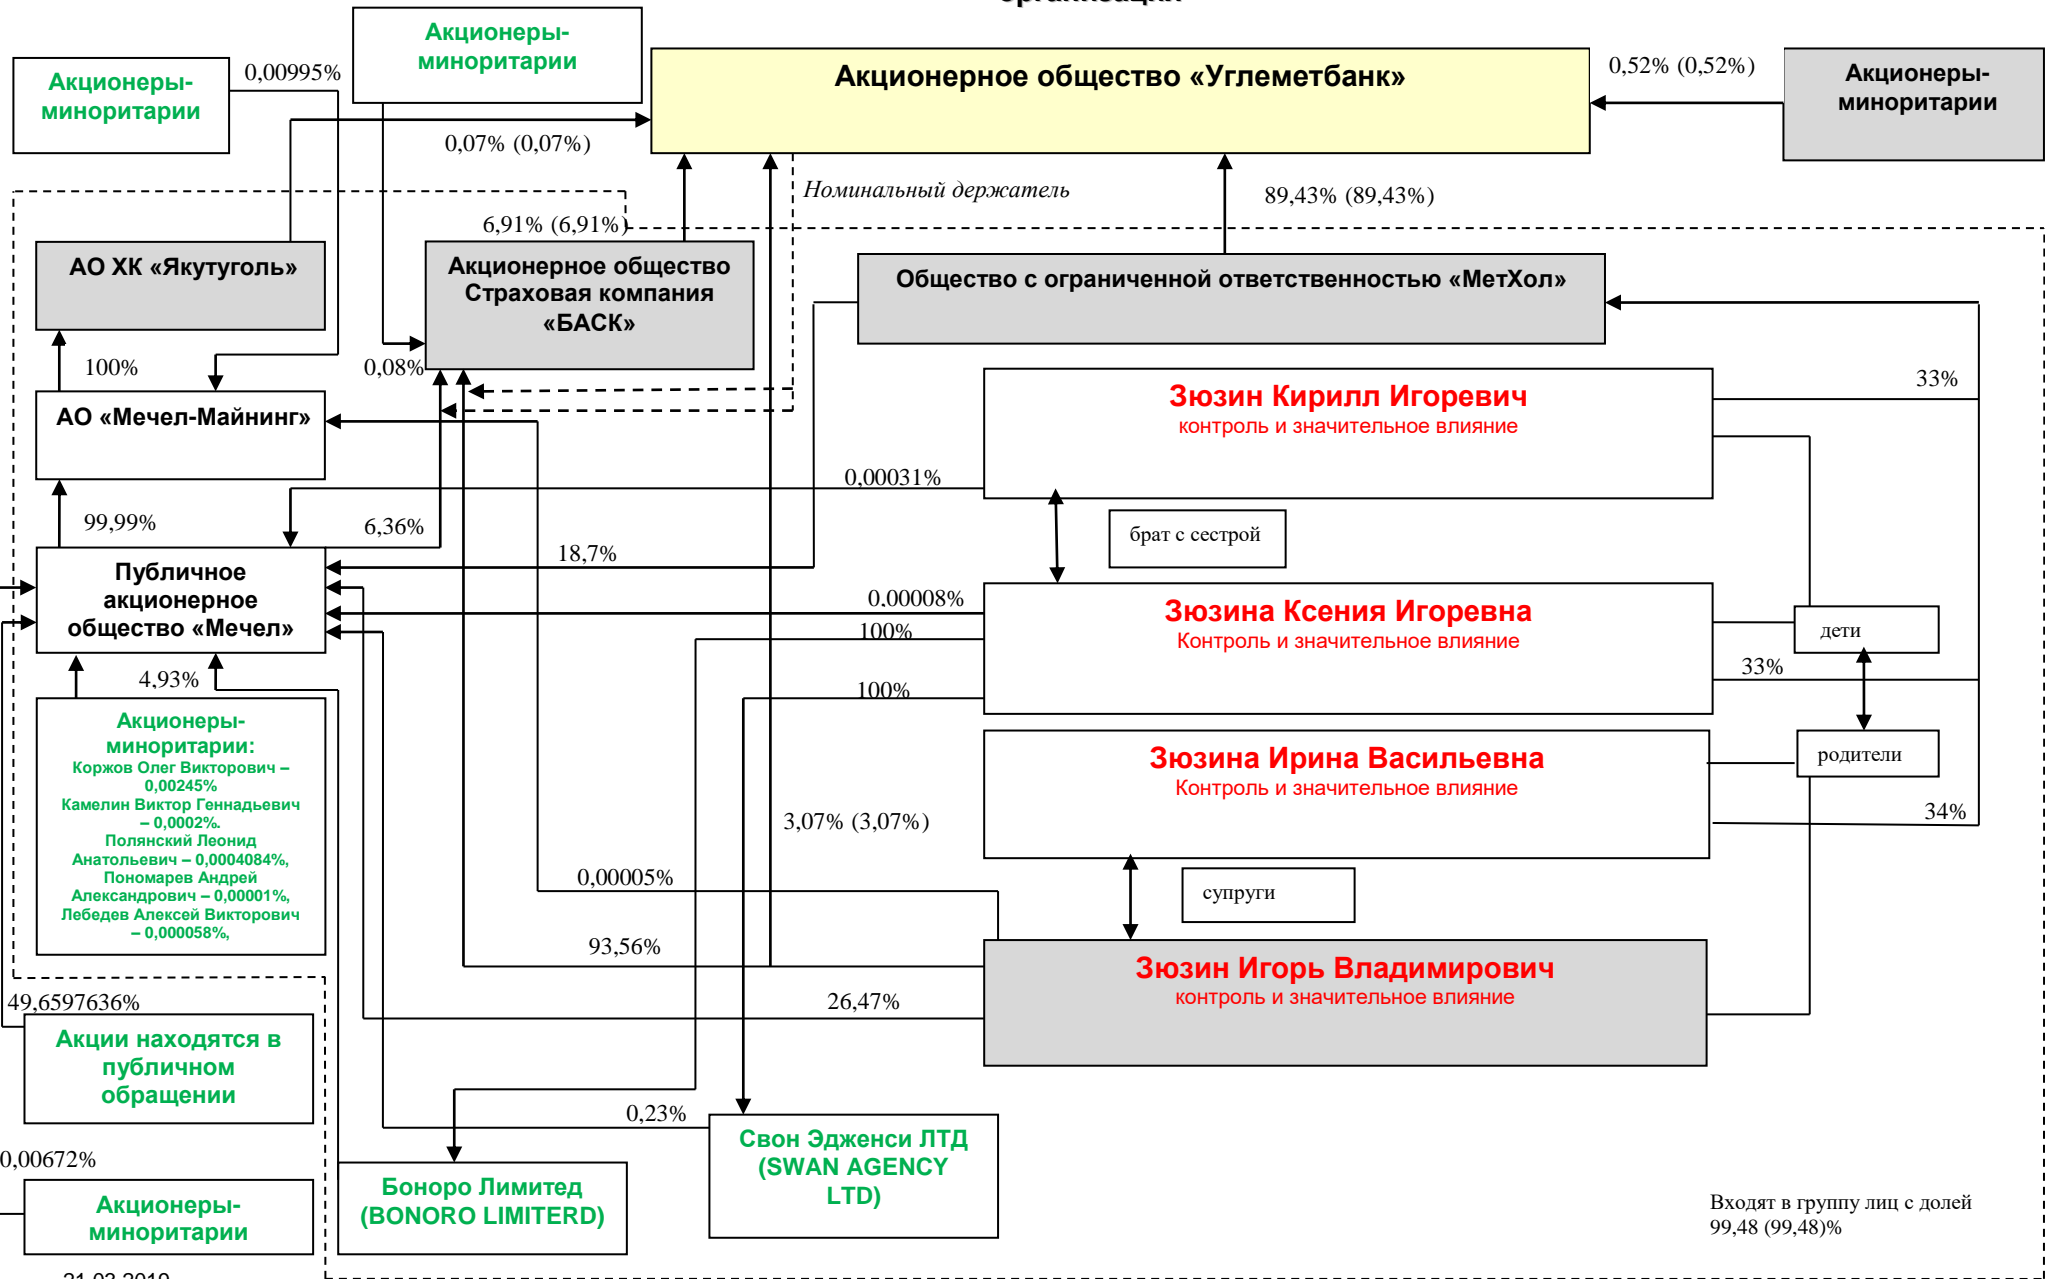 Акционеры-
миноритарии
0,00995%
Акционеры-
миноритарии
Акционерное общество «Углеметбанк»
0,52% (0,52%)
Акционеры-
миноритарии
0,07% (0,07%)
Номинальный держатель
89,43% (89,43%)
6,91% (6,91%)
АО ХК «Якутуголь»
Акционерное общество
Страховая компания
«БАСК»
Общество с ограниченной ответственностью «МетХол»
100%
0,08%
АО «Мечел-Майнинг»
Зюзин Кирилл Игоревич
контроль и значительное влияние
33%
0,00031%
99,99%
6,36%
брат с сестрой
18,7%
Публичное
акционерное
общество «Мечел»
0,00008%
100%
Зюзина Ксения Игоревна
Контроль и значительное влияние
дети
33%
4,93%
100%
Акционеры-
миноритарии:
Коржов Олег Викторович –
0,00245%
Камелин Виктор Геннадьевич
– 0,0002%.
Полянский Леонид
Анатольевич – 0,0004084%,
Пономарев Андрей
Александрович – 0,00001%,
Лебедев Алексей Викторович
– 0,000058%,
Зюзина Ирина Васильевна
Контроль и значительное влияние
родители
34%
3,07% (3,07%)
0,00005%
супруги
93,56%
Зюзин Игорь Владимирович
контроль и значительное влияние
26,47%
49,6597636%
Акции находятся в
публичном
обращении
0,23%
Свон Эдженси ЛТД
(SWAN AGENCY
LTD)
0,00672%
Акционеры-
миноритарии
Боноро Лимитед
(BONORO LIMITERD)
Входят в группу лиц с долей
99,48 (99,48)%